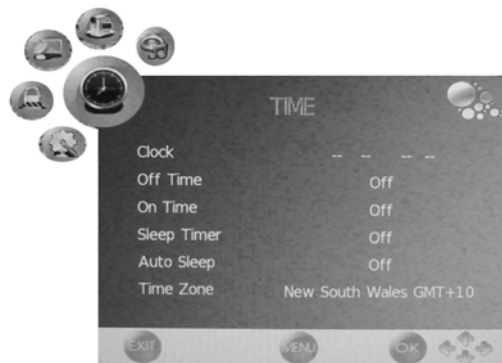 TIME
Clock -- -- -- --
Off Time Off
On Time Off
Sleep Timer Off
Auto Sleep Off
Time Zone New South Wales GMT+10
EXIT MENU OK